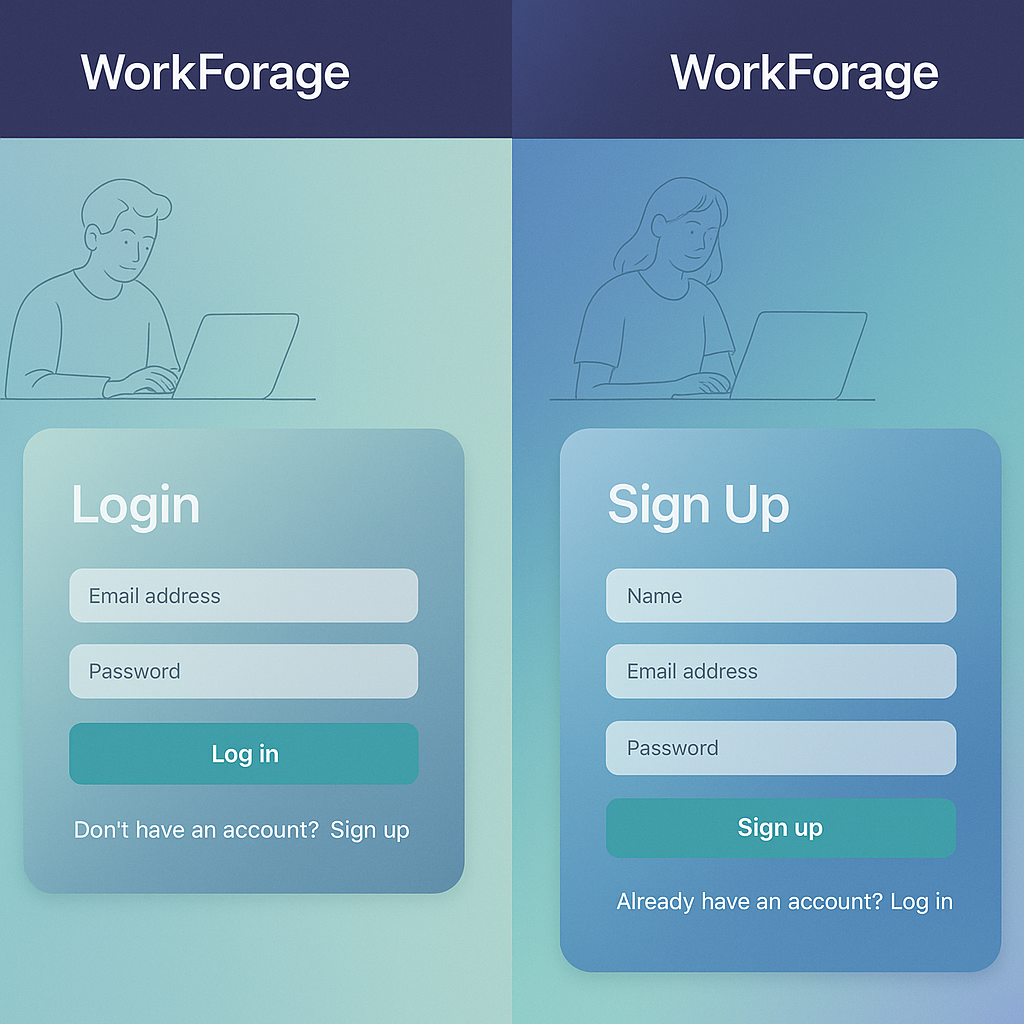 WorkForage
Login
Email address
Password
Log in
Don't have an account? Sign up
WorkForage
Sign Up
Name
Email address
Password
Sign up
Already have an account? Log in